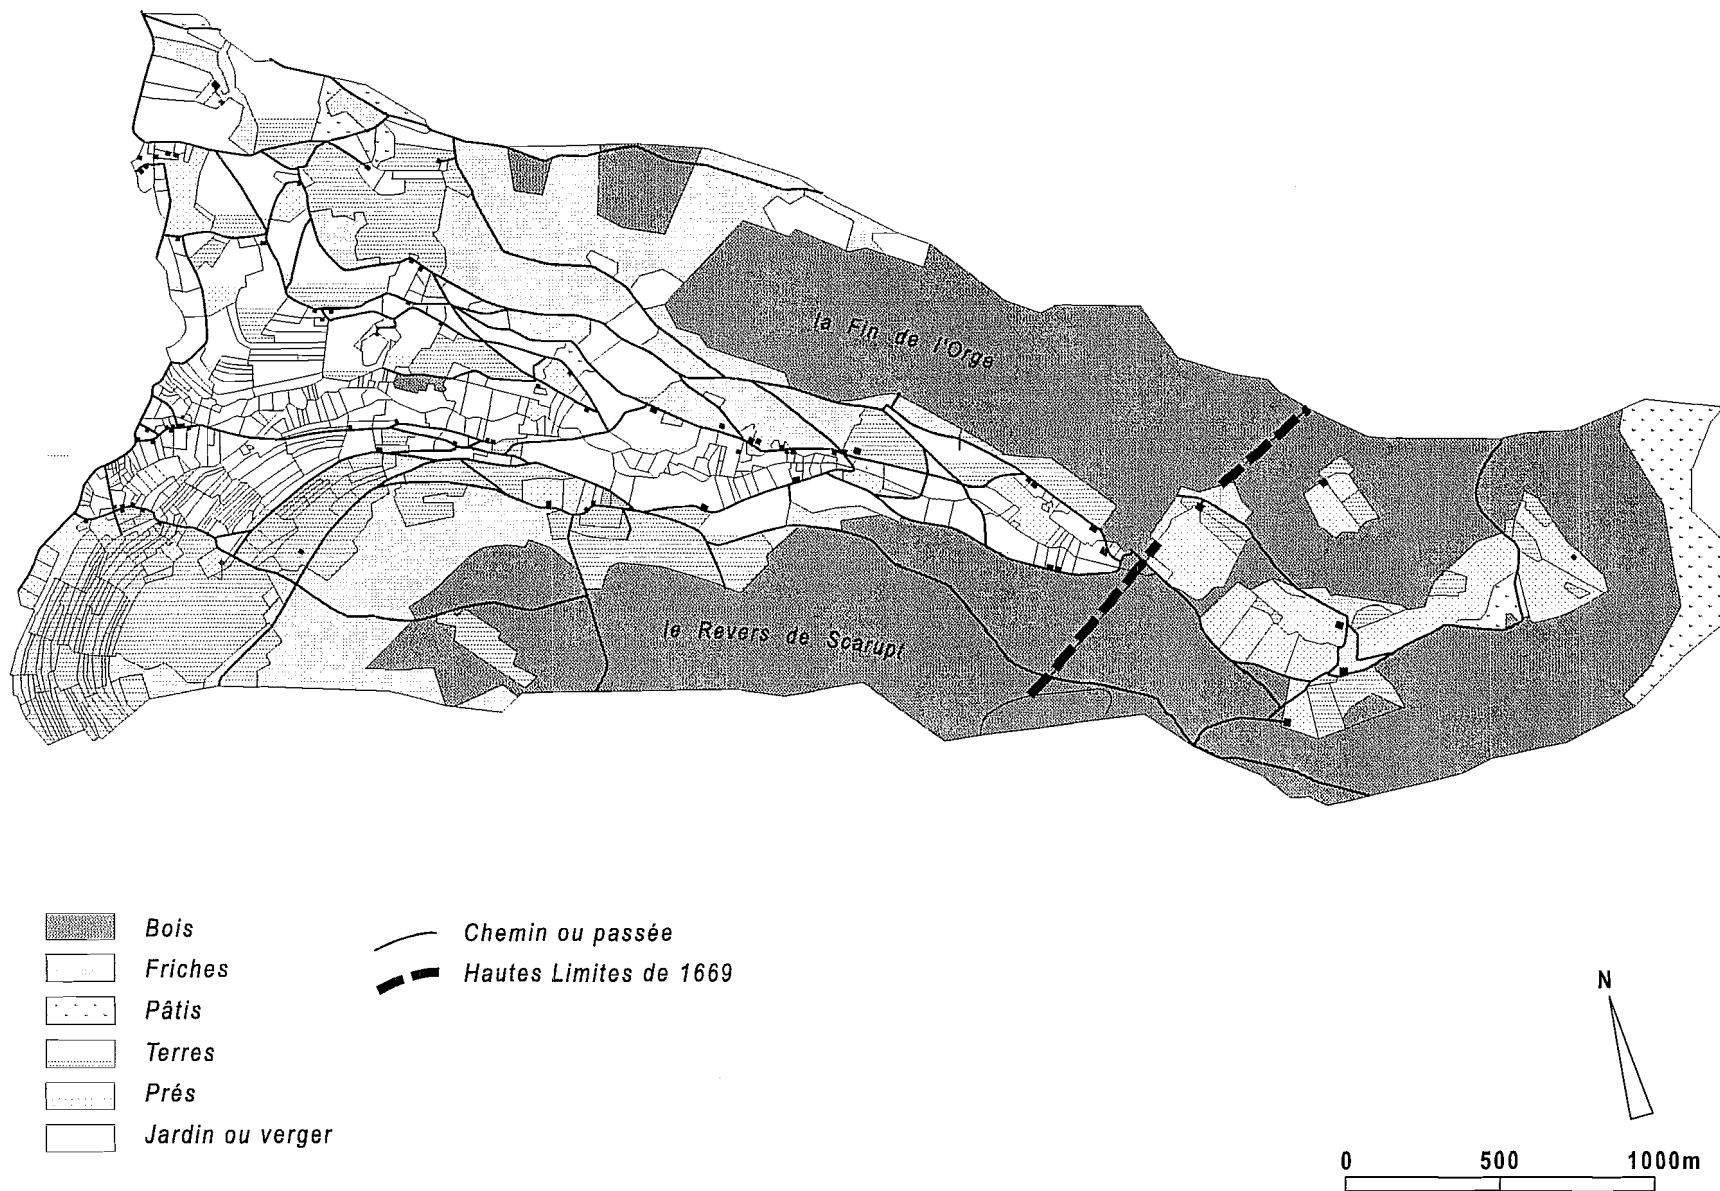 la Fin de l'Orge
le Revers de Scarupt
Bois
Friches
Pâtis
Terres
Prés
Jardin ou verger
Chemin ou passée
Hautes Limites de 1669
N
0 500 1000m